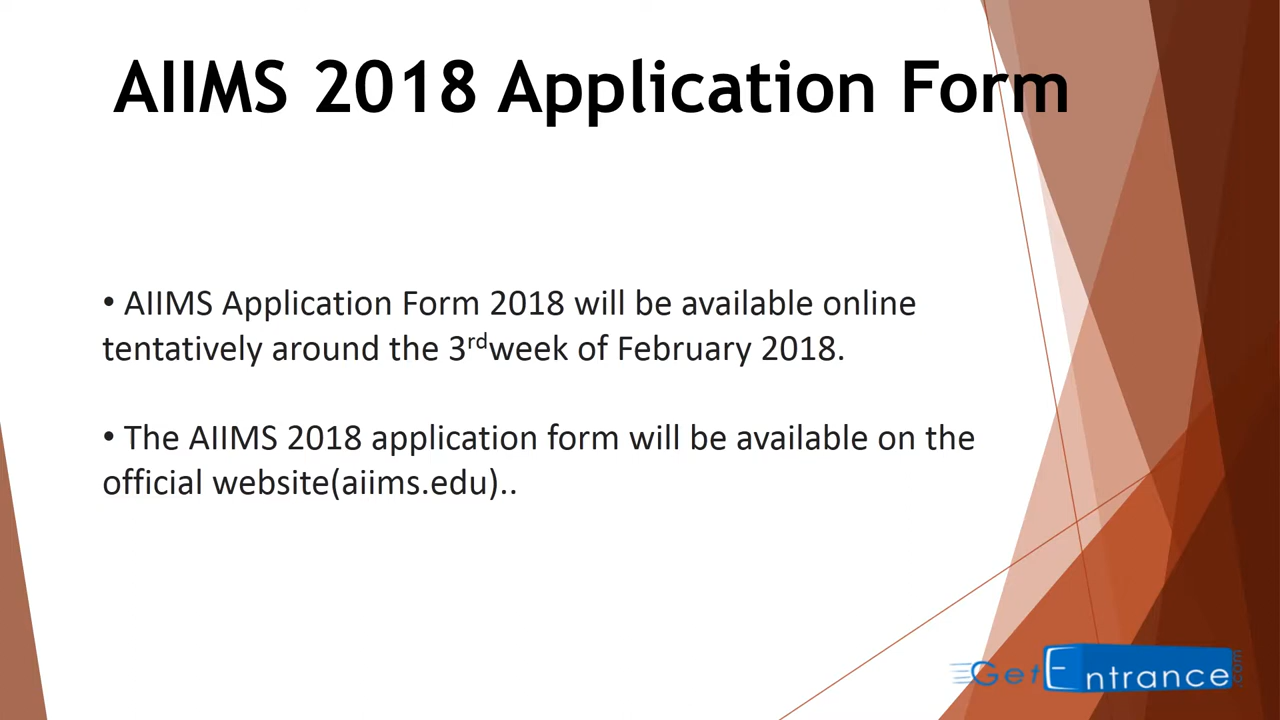 AIIMS 2018 Application Form
• AIIMS Application Form 2018 will be available online
tentatively around the 3rdweek of February 2018.
• The AIIMS 2018 application form will be available on the
official website(aiims.edu)..
GetEntrance.com